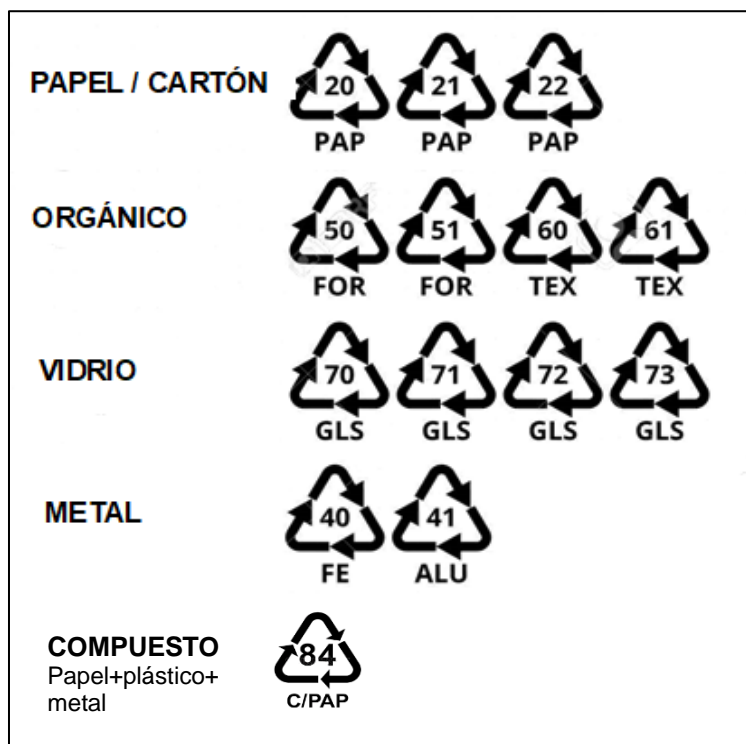 PAPEL / CARTÓN
20 21 22
PAP PAP PAP
ORGÁNICO
50 51 60 61
FOR FOR TEX TEX
VIDRIO
70 71 72 73
GLS GLS GLS GLS
METAL
40 41
FE ALU
COMPUESTO
Papel+plástico+
metal
84
C/PAP